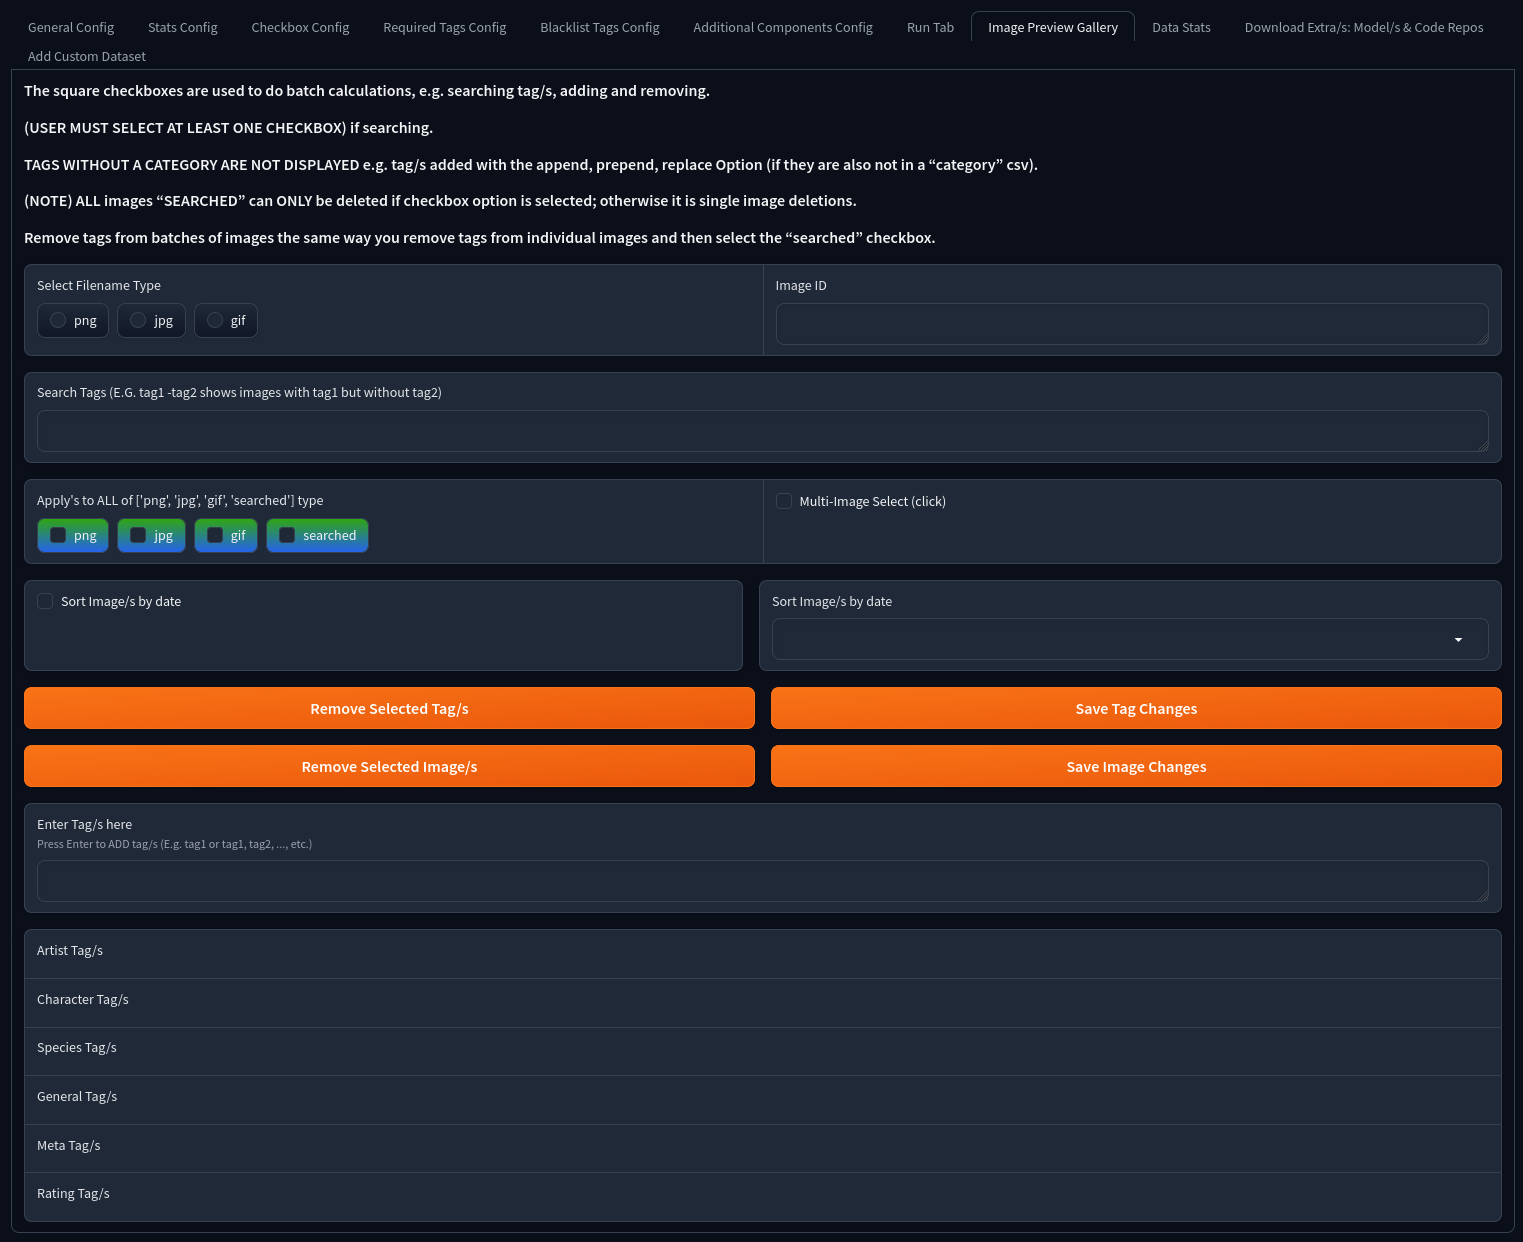 General Config Stats Config Checkbox Config Required Tags Config Blacklist Tags Config Additional Components Config Run Tab Image Preview Gallery Data Stats Download Extra/s: Model/s & Code Repos
Add Custom Dataset
The square checkboxes are used to do batch calculations, e.g. searching tag/s, adding and removing.
(USER MUST SELECT AT LEAST ONE CHECKBOX) if searching.
TAGS WITHOUT A CATEGORY ARE NOT DISPLAYED e.g. tag/s added with the append, prepend, replace Option (if they are also not in a “category” csv).
(NOTE) ALL images “SEARCHED” can ONLY be deleted if checkbox option is selected; otherwise it is single image deletions.
Remove tags from batches of images the same way you remove tags from individual images and then select the “searched” checkbox.
Select Filename Type Image ID
png jpg gif
Search Tags (E.G. tag1 -tag2 shows images with tag1 but without tag2)
Apply's to ALL of ['png', 'jpg', 'gif', 'searched'] type Multi-Image Select (click)
png jpg gif searched
Sort Image/s by date Sort Image/s by date
Remove Selected Tag/s Save Tag Changes
Remove Selected Image/s Save Image Changes
Enter Tag/s here
Press Enter to ADD tag/s (E.g. tag1 or tag1, tag2, ..., etc.)
Artist Tag/s
Character Tag/s
Species Tag/s
General Tag/s
Meta Tag/s
Rating Tag/s